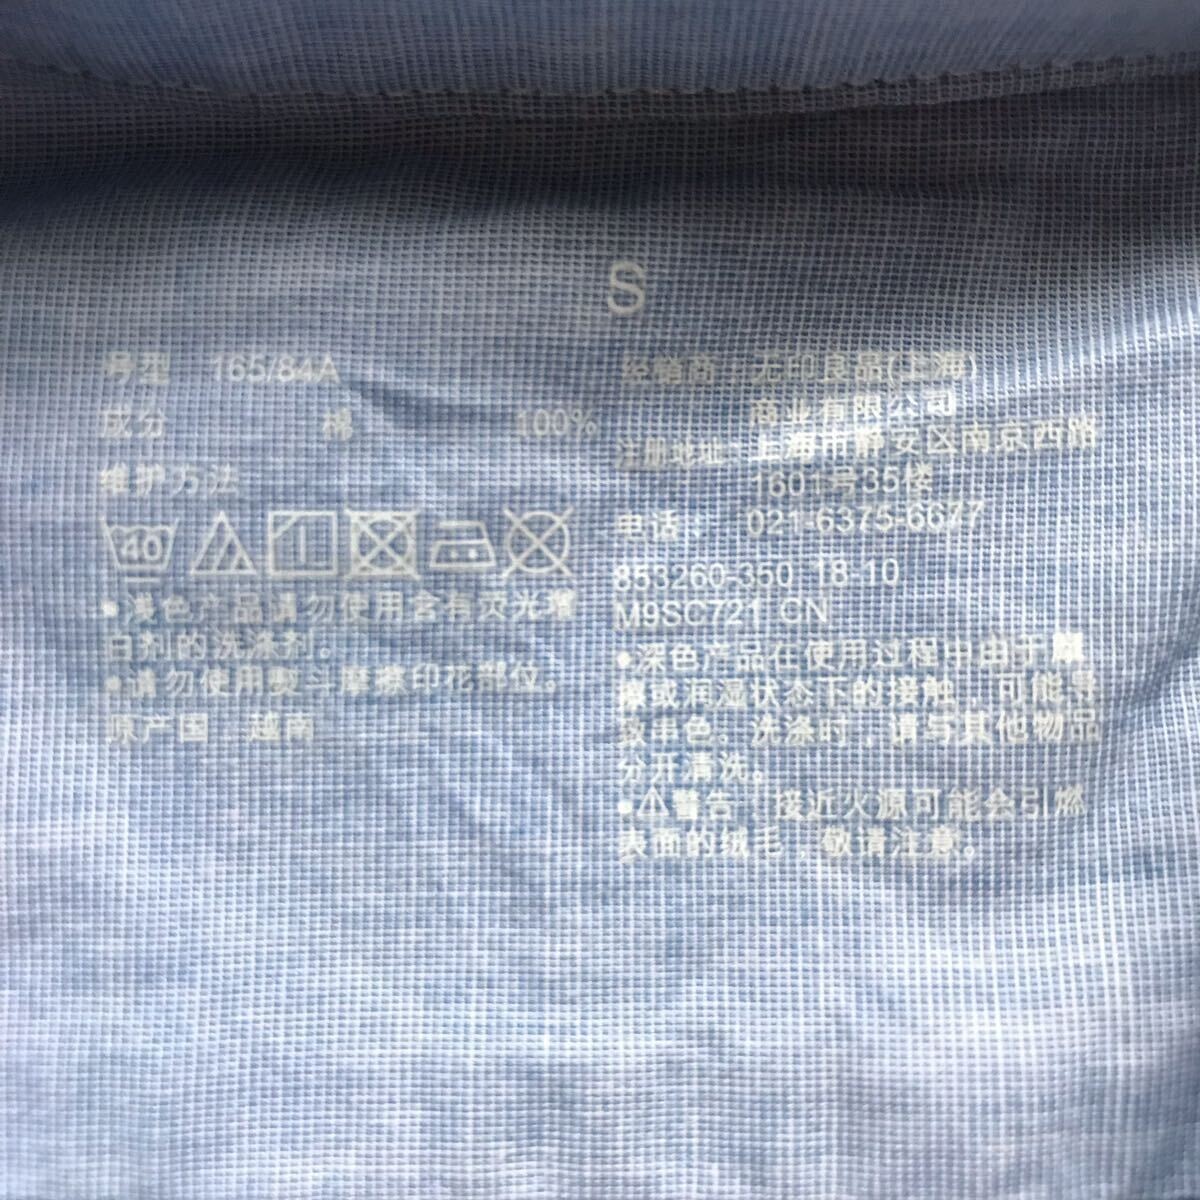 S
号型 165/84A
成分 棉 100%
维护方法
40
●浅色产品请勿使用含有荧光增
白剂的洗涤剂。
●请勿使用熨斗摩擦印花部位。
原产国：越南
经销商：无印良品(上海)
商业有限公司
注册地址：上海市静安区南京西路
1601号35楼
电话： 021-6375-6677
853260-350 18-10
M9SC721 CN
●深色产品在使用过程中由于摩
擦或润湿状态下的接触，可能导
致串色。洗涤时，请与其他物品
分开清洗。
●⚠警告：接近火源可能会引燃
表面的绒毛，敬请注意。